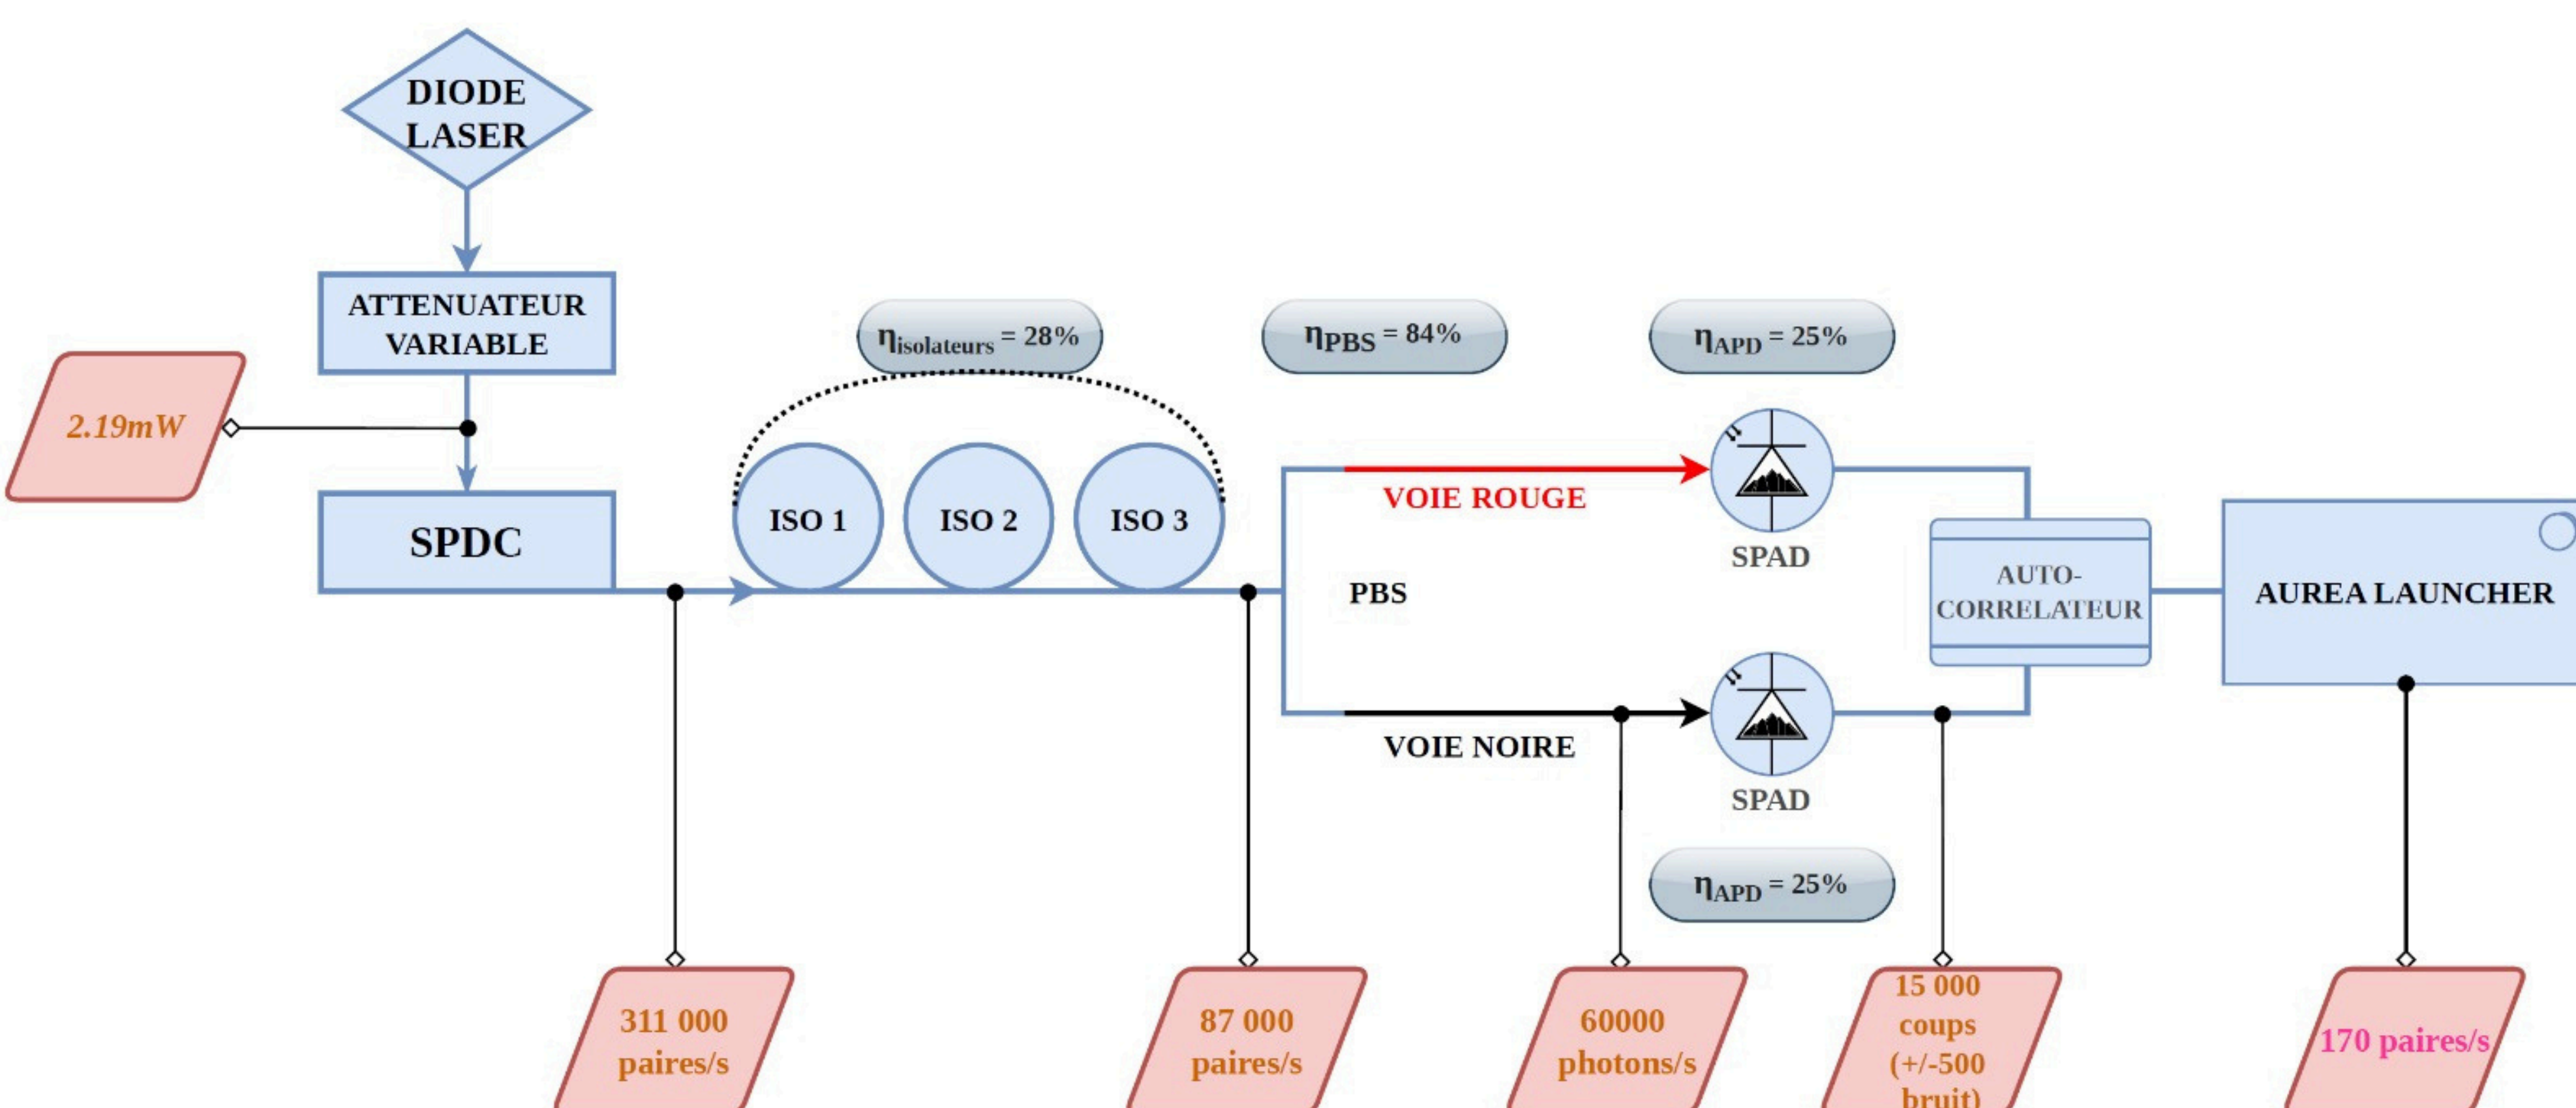 DIODE
LASER
ATTENUATEUR
VARIABLE
2.19mW
SPDC
ηisolateurs = 28%
ISO 1
ISO 2
ISO 3
ηPBS = 84%
ηAPD = 25%
VOIE ROUGE
SPAD
PBS
VOIE NOIRE
SPAD
ηAPD = 25%
AUTO-
CORRELATEUR
AUREA LAUNCHER
311 000
paires/s
87 000
paires/s
60000
photons/s
15 000
coups
(+/-500
bruit)
170 paires/s